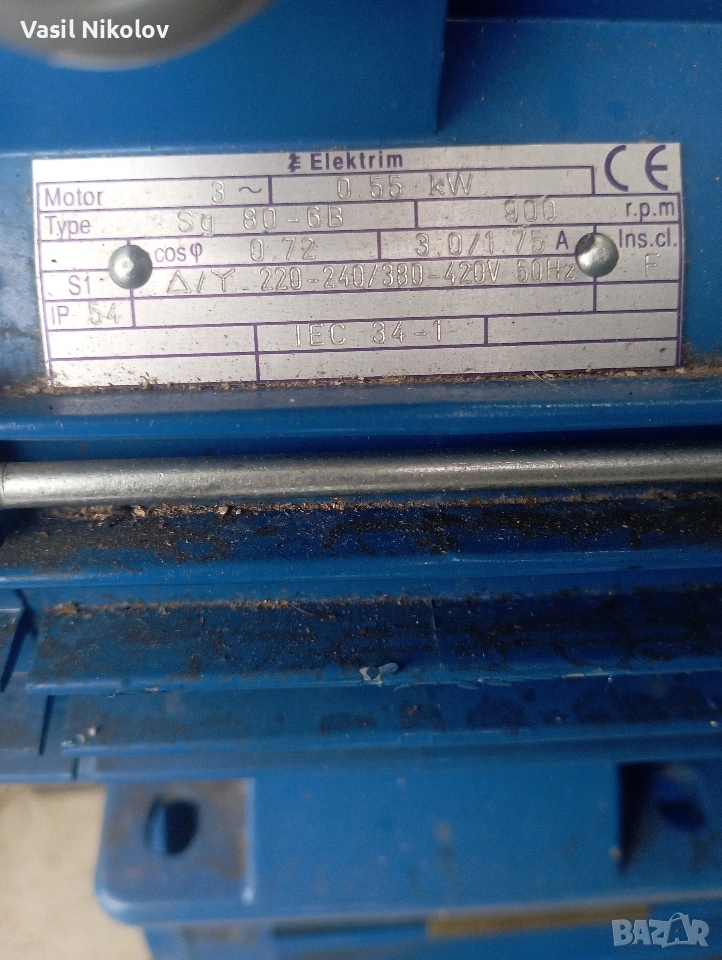 Vasil Nikolov
Elektrim
Motor 3~ 0.55 kW
Type Sg 80-6B 900 r.p.m
cosφ 0.72 3.0/1.75 A Ins.cl.
S1 Δ/Y 220-240/380-420V 50Hz F
IP 54
IEC 34-1
CE
BAZAR